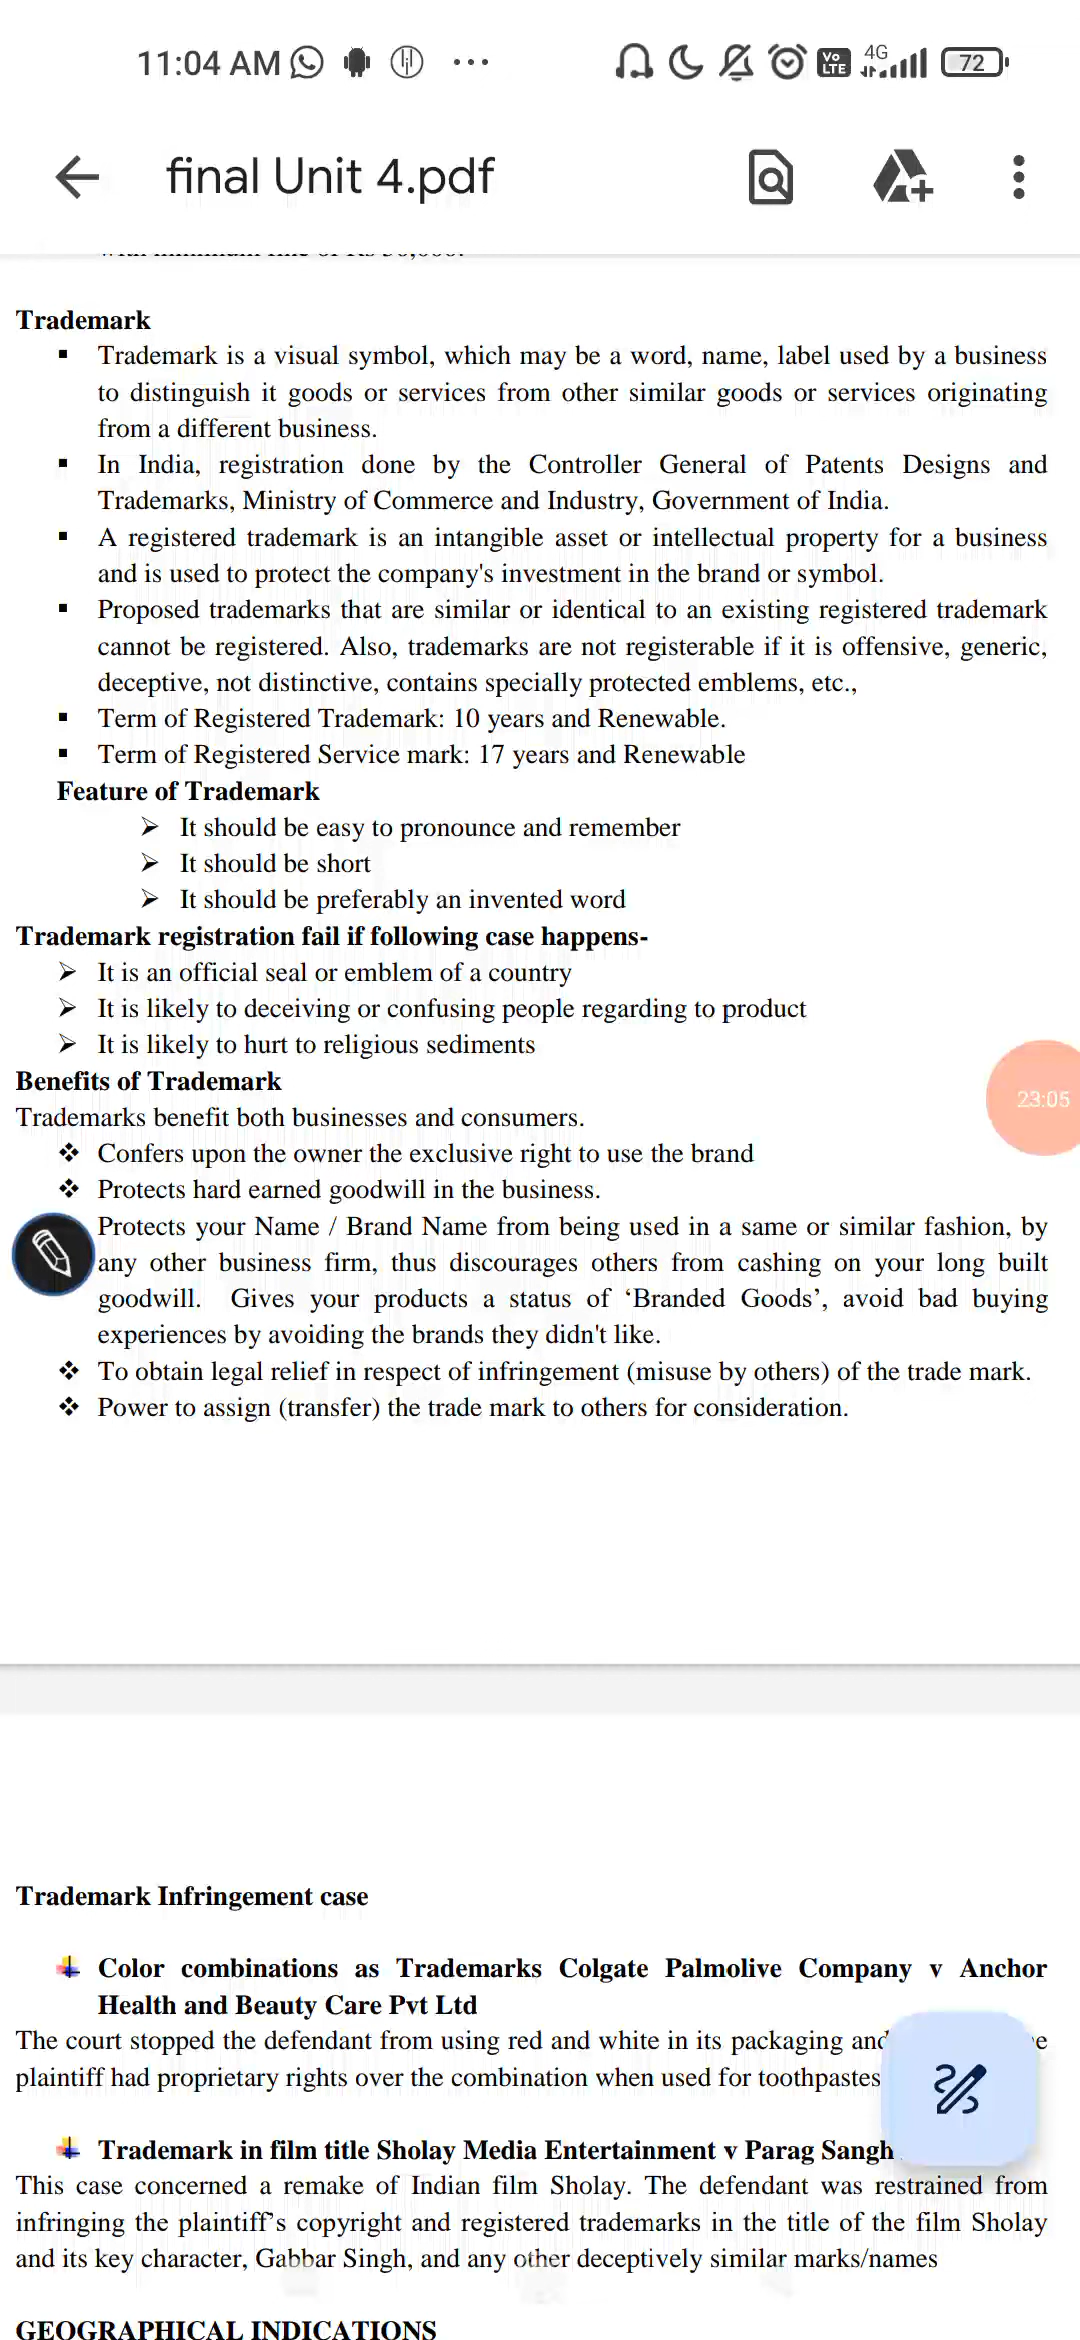 11:04 AM
4G
Vo
LTE
72
final Unit 4.pdf
Trademark
▪ Trademark is a visual symbol, which may be a word, name, label used by a business
to distinguish it goods or services from other similar goods or services originating
from a different business.
▪ In India, registration done by the Controller General of Patents Designs and
Trademarks, Ministry of Commerce and Industry, Government of India.
▪ A registered trademark is an intangible asset or intellectual property for a business
and is used to protect the company's investment in the brand or symbol.
▪ Proposed trademarks that are similar or identical to an existing registered trademark
cannot be registered. Also, trademarks are not registerable if it is offensive, generic,
deceptive, not distinctive, contains specially protected emblems, etc.,
▪ Term of Registered Trademark: 10 years and Renewable.
▪ Term of Registered Service mark: 17 years and Renewable
Feature of Trademark
➢ It should be easy to pronounce and remember
➢ It should be short
➢ It should be preferably an invented word
Trademark registration fail if following case happens-
➢ It is an official seal or emblem of a country
➢ It is likely to deceiving or confusing people regarding to product
➢ It is likely to hurt to religious sediments
Benefits of Trademark
23:05
Trademarks benefit both businesses and consumers.
❖ Confers upon the owner the exclusive right to use the brand
❖ Protects hard earned goodwill in the business.
Protects your Name / Brand Name from being used in a same or similar fashion, by
any other business firm, thus discourages others from cashing on your long built
goodwill. Gives your products a status of ‘Branded Goods’, avoid bad buying
experiences by avoiding the brands they didn't like.
❖ To obtain legal relief in respect of infringement (misuse by others) of the trade mark.
❖ Power to assign (transfer) the trade mark to others for consideration.
Trademark Infringement case
Color combinations as Trademarks Colgate Palmolive Company v Anchor
Health and Beauty Care Pvt Ltd
The court stopped the defendant from using red and white in its packaging and
plaintiff had proprietary rights over the combination when used for toothpastes
Trademark in film title Sholay Media Entertainment v Parag Sangh
This case concerned a remake of Indian film Sholay. The defendant was restrained from
infringing the plaintiff's copyright and registered trademarks in the title of the film Sholay
and its key character, Gabbar Singh, and any other deceptively similar marks/names
GEOGRAPHICAL INDICATIONS